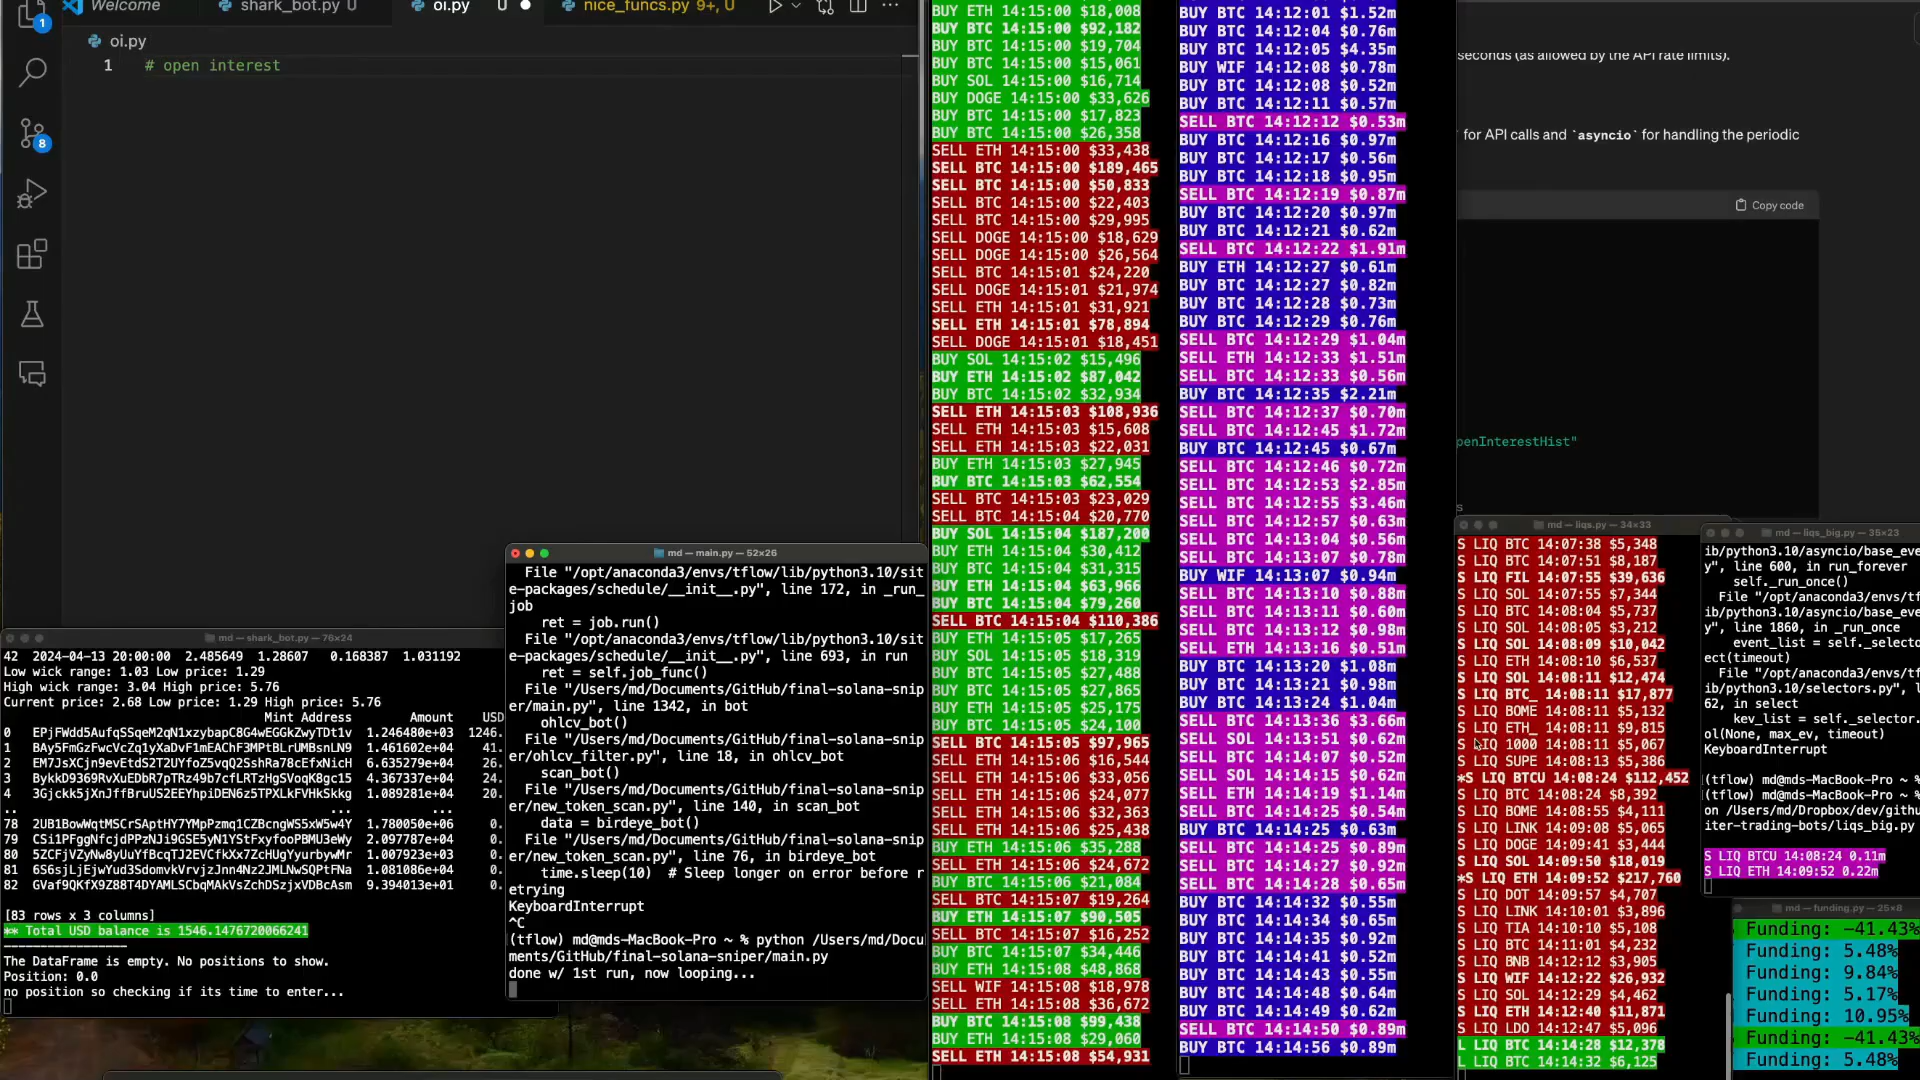 Welcome
shark_bot.py U
oi.py U
nice_funcs.py 9+, U
oi.py
1 # open interest
1
8
md — shark_bot.py — 76×24
42 2024-04-13 20:00:00 2.485649 1.28607 0.168387 1.031192
Low wick range: 1.03 Low price: 1.29
High wick range: 3.04 High price: 5.76
Current price: 2.68 Low price: 1.29 High price: 5.76
Mint Address Amount USD
0 EPjFWdd5AufqSSqeM2qN1xzybapC8G4wEGGkZwyTDt1v 1.246480e+03 1246.
1 BAy5FmGzFwcVcZq1yXaDvF1mEAChF3MPtBLrUMBsnLN9 1.461602e+04 41.
2 EM7JsXCjn9evEtdS2T2UYfoZ5vqQ2SshRa78cEfxNicH 6.635279e+04 27.
3 BykkD9369RvXuEDbR7pTRz49b7cfLRTzHgSVoqK8gc15 4.367337e+04 24.
4 3Gjckk5jXnJffBruUS2EEYhpiDEN6z5TPXLkFVHkSkkg 1.089281e+04 20.
.. ... ...
78 2UB1BowWqtMSCrSAptHY7YMpPzmq1CZBcngWS5xW5w4Y 1.780050e+06 0.
79 CSi1PFggNfcjdPPzNJi9GSE5yN1YStFxyfooPBMU3eWy 2.097787e+04 0.
80 5ZCFjVZyNw8yUuYfBcqTJ2EVCfkXx7ZcHUgYyurbywMr 1.007923e+03 0.
81 6S6sjLjEjwYud3SdomvkVrvjzJnn4Nz2JMLNwSQPtFNa 1.081086e+04 0.
82 GVaf9QKfX9Z88T4DYAMLSCbqMAkVsZchDSzjxVDBcAsm 9.394013e+01 0.
[83 rows x 3 columns]
** Total USD balance is 1546.1476720066241
The DataFrame is empty. No positions to show.
Position: 0.0
no position so checking if its time to enter...
md — main.py — 52×26
File "/opt/anaconda3/envs/tflow/lib/python3.10/sit
e-packages/schedule/__init__.py", line 172, in _run_
job
ret = job.run()
File "/opt/anaconda3/envs/tflow/lib/python3.10/sit
e-packages/schedule/__init__.py", line 693, in run
ret = self.job_func()
File "/Users/md/Documents/GitHub/final-solana-snip
er/main.py", line 1342, in bot
ohlcv_bot()
File "/Users/md/Documents/GitHub/final-solana-snip
er/ohlcv_filter.py", line 18, in ohlcv_bot
scan_bot()
File "/Users/md/Documents/GitHub/final-solana-snip
er/new_token_scan.py", line 140, in scan_bot
data = birdeye_bot()
File "/Users/md/Documents/GitHub/final-solana-snip
er/new_token_scan.py", line 76, in birdeye_bot
time.sleep(10) # Sleep longer on error before r
etrying
KeyboardInterrupt
^C
(tflow) md@mds-MacBook-Pro ~ % python /Users/md/Docu
ments/GitHub/final-solana-sniper/main.py
done w/ 1st run, now looping...
BUY ETH 14:15:00 $18,008
BUY BTC 14:15:00 $92,182
BUY BTC 14:15:00 $19,704
BUY BTC 14:15:00 $15,061
BUY SOL 14:15:00 $16,714
BUY DOGE 14:15:00 $33,626
BUY BTC 14:15:00 $17,823
BUY BTC 14:15:00 $26,358
SELL ETH 14:15:00 $33,438
SELL BTC 14:15:00 $189,465
SELL BTC 14:15:00 $50,833
SELL BTC 14:15:00 $22,403
SELL BTC 14:15:00 $29,995
SELL DOGE 14:15:00 $18,629
SELL DOGE 14:15:00 $26,564
SELL BTC 14:15:01 $24,220
SELL DOGE 14:15:01 $21,974
SELL ETH 14:15:01 $31,921
SELL ETH 14:15:01 $78,894
SELL DOGE 14:15:01 $18,451
BUY SOL 14:15:02 $15,496
BUY ETH 14:15:02 $87,042
BUY BTC 14:15:02 $32,934
SELL ETH 14:15:03 $108,936
SELL ETH 14:15:03 $15,608
SELL ETH 14:15:03 $22,031
BUY ETH 14:15:03 $27,945
BUY BTC 14:15:03 $62,554
SELL BTC 14:15:03 $23,029
SELL BTC 14:15:04 $20,770
BUY SOL 14:15:04 $187,200
BUY ETH 14:15:04 $30,412
BUY BTC 14:15:04 $31,315
BUY ETH 14:15:04 $63,966
BUY BTC 14:15:04 $79,260
SELL BTC 14:15:04 $110,386
BUY ETH 14:15:05 $17,265
BUY SOL 14:15:05 $18,319
BUY BTC 14:15:05 $27,488
BUY BTC 14:15:05 $27,865
BUY BTC 14:15:05 $25,175
BUY BTC 14:15:05 $24,100
SELL BTC 14:15:05 $97,965
SELL ETH 14:15:06 $16,544
SELL ETH 14:15:06 $33,056
SELL ETH 14:15:06 $24,077
SELL ETH 14:15:06 $32,363
SELL ETH 14:15:06 $25,438
BUY ETH 14:15:06 $35,288
SELL ETH 14:15:06 $24,672
BUY BTC 14:15:06 $21,084
SELL BTC 14:15:07 $19,264
BUY ETH 14:15:07 $90,505
SELL BTC 14:15:07 $16,252
BUY BTC 14:15:07 $34,446
BUY ETH 14:15:08 $48,868
SELL WIF 14:15:08 $18,978
SELL ETH 14:15:08 $36,672
BUY BTC 14:15:08 $99,438
BUY BTC 14:15:08 $29,060
SELL ETH 14:15:08 $54,931
BUY BTC 14:12:01 $1.52m
BUY BTC 14:12:04 $0.76m
BUY BTC 14:12:05 $4.35m
BUY WIF 14:12:08 $0.78m
BUY BTC 14:12:08 $0.52m
BUY BTC 14:12:11 $0.57m
SELL BTC 14:12:12 $0.53m
BUY BTC 14:12:16 $0.97m
BUY BTC 14:12:17 $0.56m
BUY BTC 14:12:18 $0.95m
SELL BTC 14:12:19 $0.87m
BUY BTC 14:12:20 $0.97m
BUY BTC 14:12:21 $0.62m
SELL BTC 14:12:22 $1.91m
BUY ETH 14:12:27 $0.61m
BUY BTC 14:12:27 $0.82m
BUY BTC 14:12:28 $0.73m
BUY BTC 14:12:29 $0.76m
SELL BTC 14:12:29 $1.04m
SELL ETH 14:12:33 $1.51m
SELL ETH 14:12:33 $0.56m
BUY BTC 14:12:35 $2.21m
SELL BTC 14:12:37 $0.70m
SELL BTC 14:12:45 $1.72m
BUY BTC 14:12:45 $0.67m
SELL BTC 14:12:46 $0.72m
SELL BTC 14:12:53 $2.85m
SELL BTC 14:12:55 $3.46m
SELL BTC 14:12:57 $0.63m
SELL BTC 14:13:04 $0.56m
SELL BTC 14:13:07 $0.78m
BUY WIF 14:13:07 $0.94m
SELL BTC 14:13:10 $0.88m
SELL BTC 14:13:11 $0.60m
SELL BTC 14:13:12 $0.98m
SELL ETH 14:13:16 $0.51m
BUY BTC 14:13:20 $1.08m
BUY BTC 14:13:21 $0.98m
BUY BTC 14:13:24 $1.04m
SELL BTC 14:13:36 $3.66m
SELL SOL 14:13:51 $0.62m
SELL BTC 14:14:07 $0.52m
SELL SOL 14:14:15 $0.62m
SELL ETH 14:14:19 $1.14m
SELL BTC 14:14:25 $0.54m
BUY BTC 14:14:25 $0.63m
SELL BTC 14:14:25 $0.89m
SELL BTC 14:14:27 $0.92m
SELL BTC 14:14:28 $0.65m
BUY BTC 14:14:32 $0.55m
BUY BTC 14:14:34 $0.65m
BUY BTC 14:14:35 $0.92m
BUY BTC 14:14:41 $0.52m
BUY BTC 14:14:43 $0.55m
BUY BTC 14:14:48 $0.64m
BUY BTC 14:14:49 $0.62m
SELL BTC 14:14:50 $0.89m
BUY BTC 14:14:56 $0.89m
seconds (as allowed by the API rate limits).
for API calls and `asyncio` for handling the periodic
Copy code
penInterestHist"
s
md — liqs.py — 34×33
S LIQ BTC 14:07:38 $5,348
S LIQ BTC 14:07:51 $8,187
S LIQ FIL 14:07:55 $39,636
S LIQ SOL 14:07:55 $7,344
S LIQ BTC 14:08:04 $5,737
S LIQ SOL 14:08:05 $3,212
S LIQ SOL 14:08:09 $10,042
S LIQ ETH 14:08:10 $6,537
S LIQ SOL 14:08:11 $12,474
S LIQ BTC_ 14:08:11 $17,877
S LIQ BOME 14:08:11 $5,132
S LIQ ETH_ 14:08:11 $9,815
S LIQ 1000 14:08:11 $5,067
S LIQ SUPE 14:08:13 $5,386
*S LIQ BTCU 14:08:24 $112,452
S LIQ BTC 14:08:24 $8,392
S LIQ BOME 14:08:55 $4,111
S LIQ LINK 14:09:08 $5,065
S LIQ DOGE 14:09:41 $3,444
S LIQ SOL 14:09:50 $18,019
*S LIQ ETH 14:09:52 $217,760
S LIQ DOT 14:09:57 $4,707
S LIQ LINK 14:10:01 $3,896
S LIQ TIA 14:10:10 $5,108
S LIQ BTC 14:11:01 $4,232
S LIQ BNB 14:12:12 $3,905
S LIQ WIF 14:12:22 $26,932
S LIQ SOL 14:12:29 $4,462
S LIQ ETH 14:12:40 $11,871
S LIQ LDO 14:12:47 $5,096
L LIQ BTC 14:14:28 $12,378
L LIQ BTC 14:14:32 $6,125
md — liqs_big.py — 35×23
ib/python3.10/asyncio/base_eve
y", line 600, in run_forever
self._run_once()
File "/opt/anaconda3/envs/tf
ib/python3.10/asyncio/base_eve
y", line 1860, in _run_once
event_list = self._selecto
ect(timeout)
File "/opt/anaconda3/envs/tf
ib/python3.10/selectors.py", l
62, in select
kev_list = self._selector.
ol(None, max_ev, timeout)
KeyboardInterrupt
(tflow) md@mds-MacBook-Pro ~ %
(tflow) md@mds-MacBook-Pro ~ %
on /Users/md/Dropbox/dev/githu
iter-trading-bots/liqs_big.py
S LIQ BTCU 14:08:24 0.11m
S LIQ ETH 14:09:52 0.22m
md — funding.py — 25×8
Funding: -41.43%
Funding: 5.48%
Funding: 9.84%
Funding: 5.17%
Funding: 10.95%
Funding: -41.43%
Funding: 5.48%